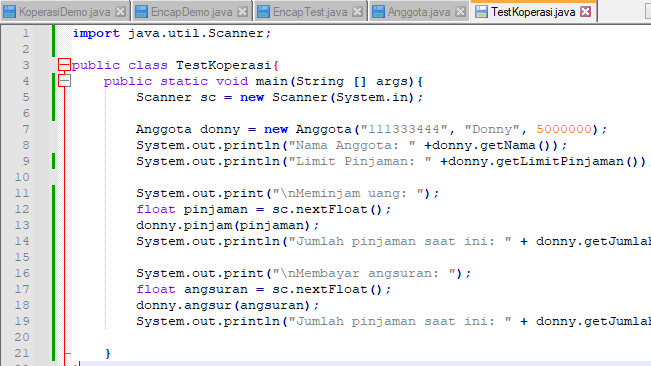 KoperasiDemo.java EncapDemo.java EncapTest.java Anggota.java TestKoperasi.java
1 import java.util.Scanner;
2
3 public class TestKoperasi{
4 public static void main(String [] args){
5 Scanner sc = new Scanner(System.in);
6
7 Anggota donny = new Anggota("111333444", "Donny", 5000000);
8 System.out.println("Nama Anggota: " +donny.getNama());
9 System.out.println("Limit Pinjaman: " +donny.getLimitPinjaman())
10
11 System.out.print("\nMeminjam uang: ");
12 float pinjaman = sc.nextFloat();
13 donny.pinjam(pinjaman);
14 System.out.println("Jumlah pinjaman saat ini: " + donny.getJumlah
15
16 System.out.print("\nMembayar angsuran: ");
17 float angsuran = sc.nextFloat();
18 donny.angsur(angsuran);
19 System.out.println("Jumlah pinjaman saat ini: " + donny.getJumlah
20
21 }